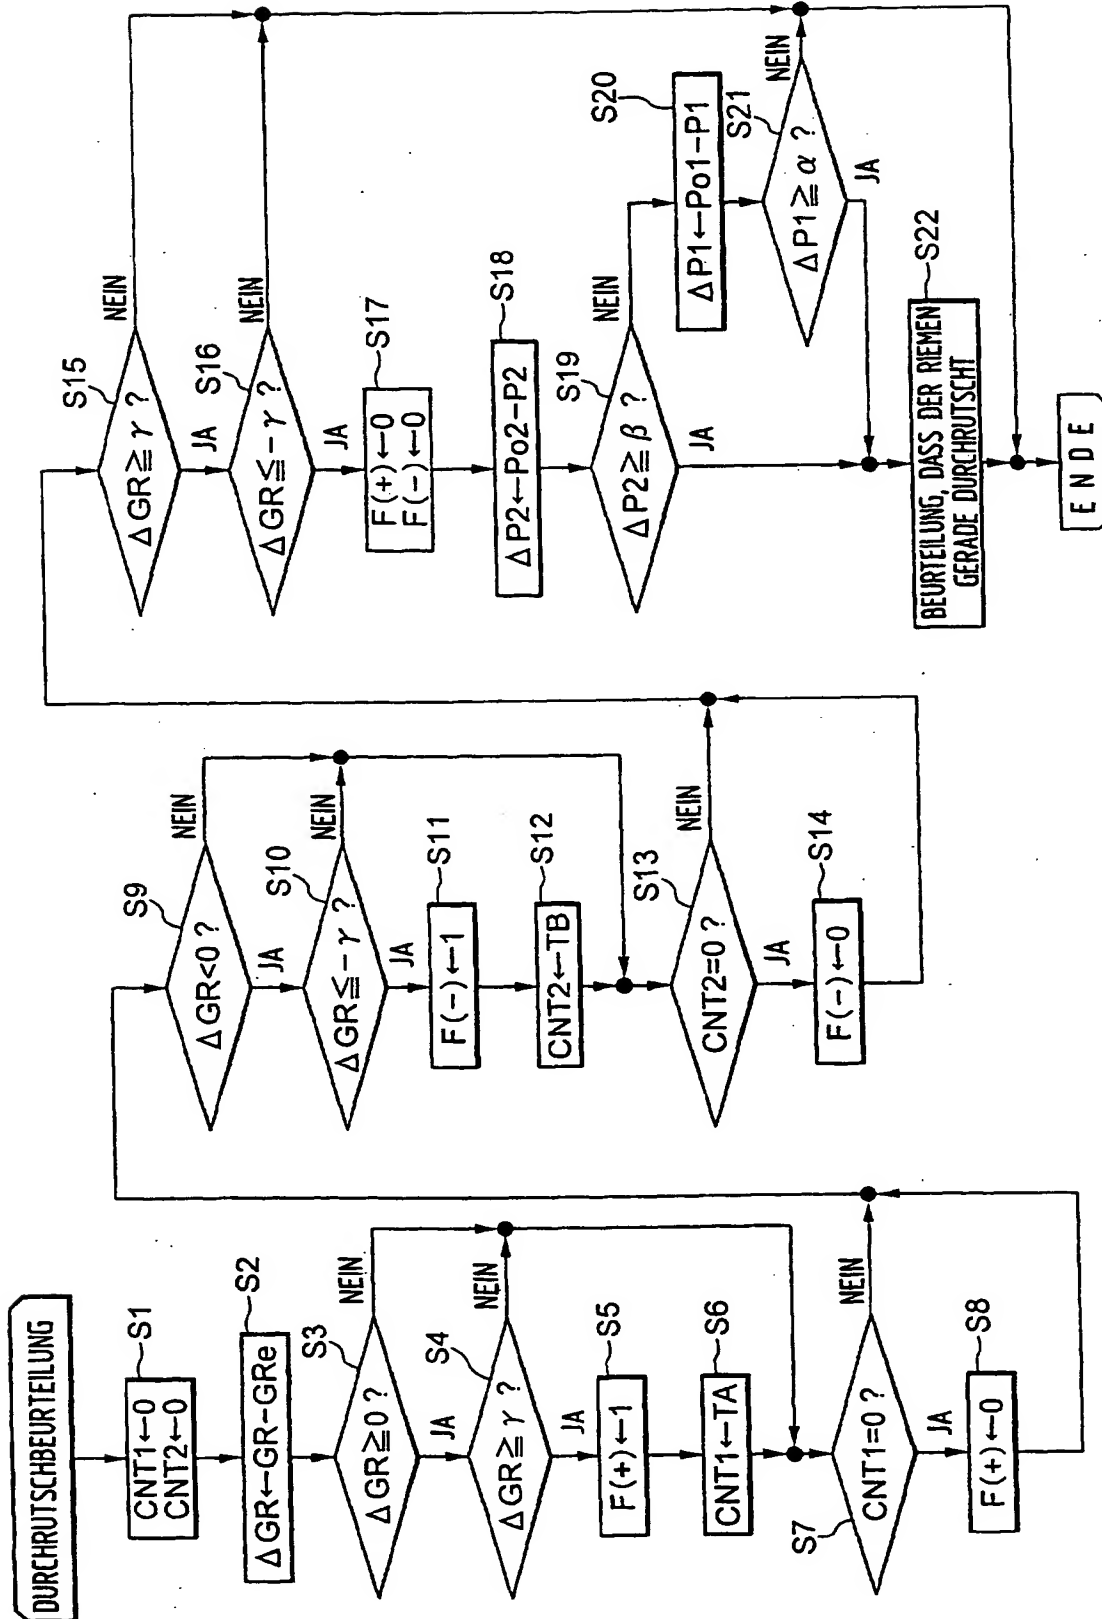 DURCHRUTSCHBEURTEILUNG
S1
CNT1←0
CNT2←0
S2
ΔGR←GR-GRe
S3
ΔGR≧0?
NEIN
JA
S4
ΔGR≧γ?
NEIN
JA
S5
F(+)←1
S6
CNT1←TA
S7
CNT1=0?
NEIN
JA
S8
F(+)←0
S9
ΔGR<0?
NEIN
JA
S10
ΔGR≦-γ?
NEIN
JA
S11
F(-)←1
S12
CNT2←TB
S13
CNT2=0?
NEIN
JA
S14
F(-)←0
S15
ΔGR≧γ?
NEIN
JA
S16
ΔGR≦-γ?
NEIN
JA
S17
F(+)←0
F(-)←0
S18
ΔP2←Po2-P2
S19
ΔP2≧β?
NEIN
JA
S20
ΔP1←Po1-P1
S21
ΔP1≧α?
NEIN
JA
S22
BEURTEILUNG, DASS DER RIEMEN
GERADE DURCHRUTSCHT
ENDE